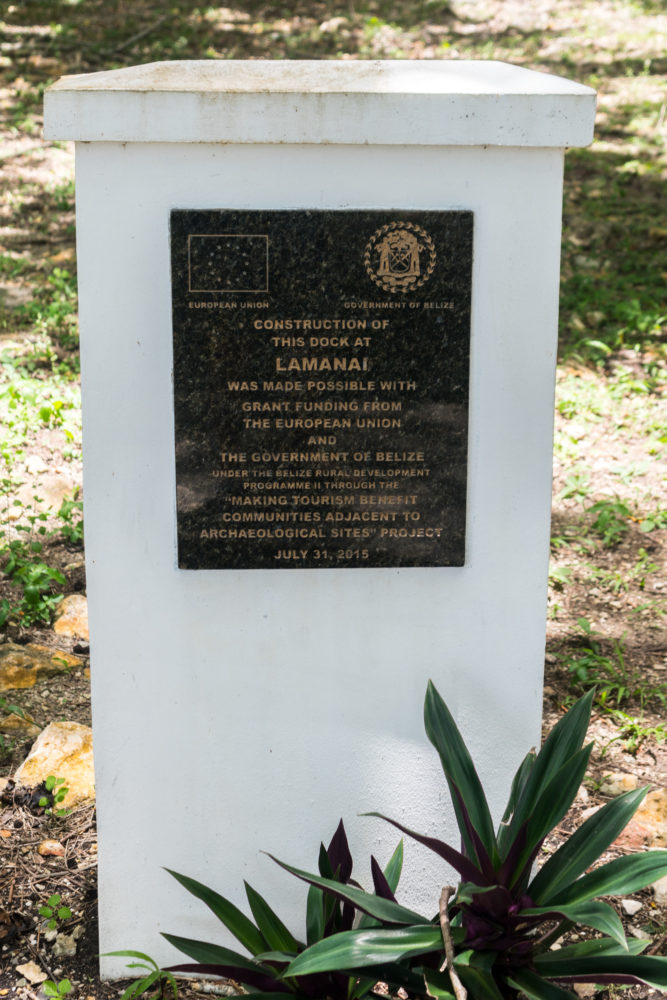 EUROPEAN UNION
GOVERNMENT OF BELIZE
CONSTRUCTION OF
THIS DOCK AT
LAMANAI
WAS MADE POSSIBLE WITH
GRANT FUNDING FROM
THE EUROPEAN UNION
AND
THE GOVERNMENT OF BELIZE
UNDER THE BELIZE RURAL DEVELOPMENT
PROGRAMME II THROUGH THE
"MAKING TOURISM BENEFIT
COMMUNITIES ADJACENT TO
ARCHAEOLOGICAL SITES" PROJECT
JULY 31, 2015